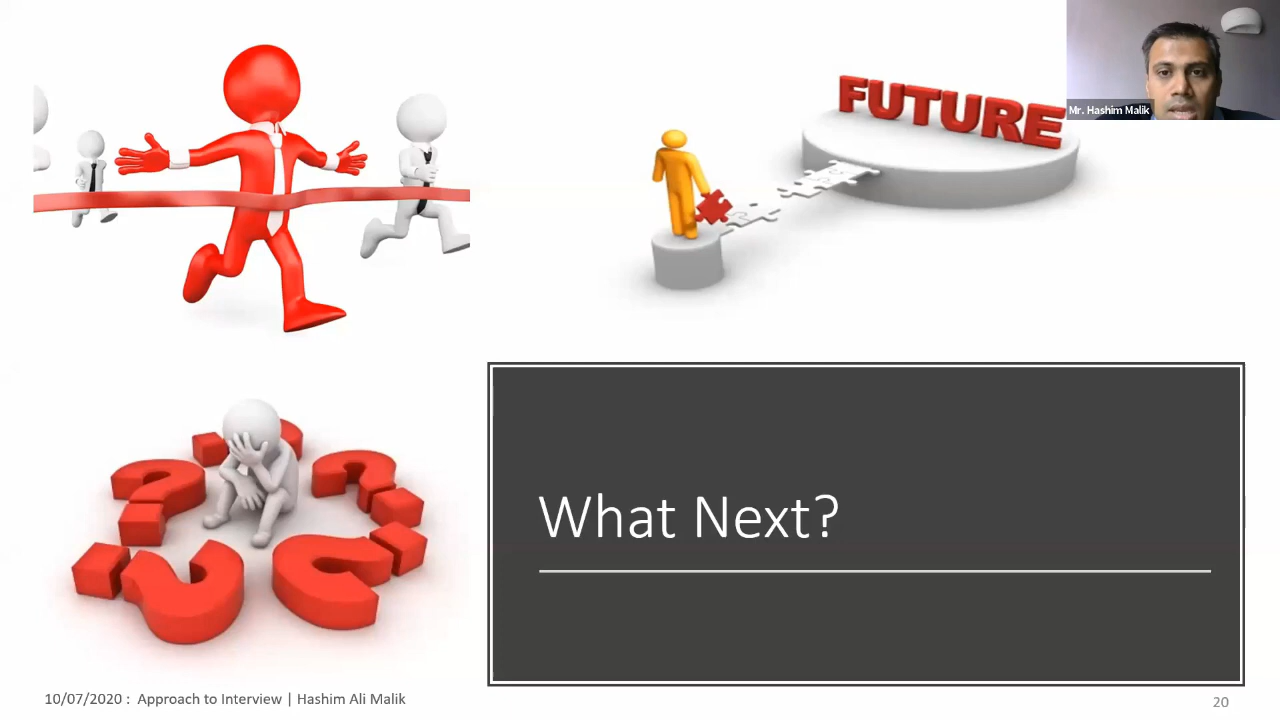 FUTURE
Mr. Hashim Malik
What Next?
10/07/2020 : Approach to Interview | Hashim Ali Malik
20